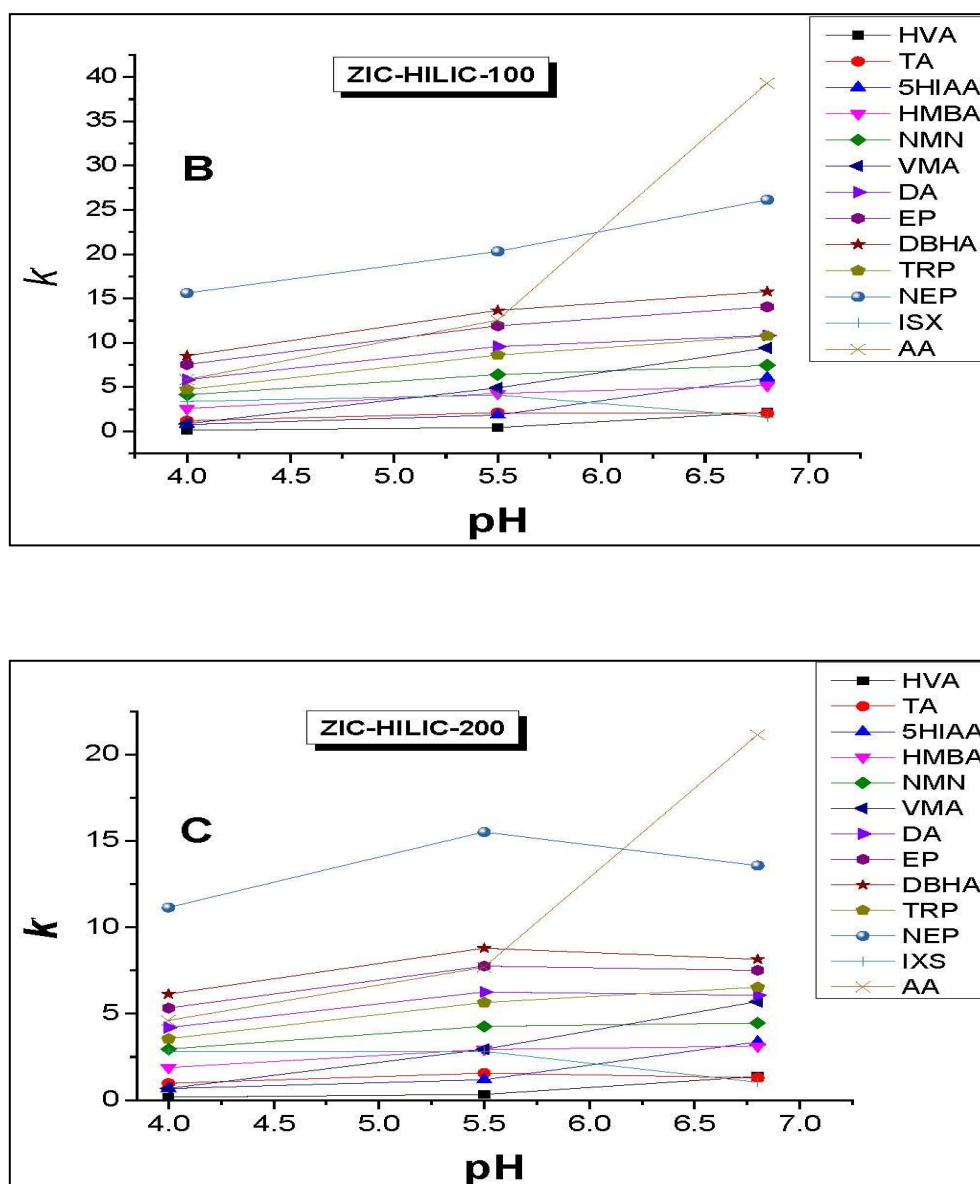 ZIC-HILIC-100
B
k
40
35
30
25
20
15
10
5
0
4.0 4.5 5.0 5.5 6.0 6.5 7.0
pH
HVA
TA
5HIAA
HMBA
NMN
VMA
DA
EP
DBHA
TRP
NEP
ISX
AA
ZIC-HILIC-200
C
k
20
15
10
5
0
4.0 4.5 5.0 5.5 6.0 6.5 7.0
pH
HVA
TA
5HIAA
HMBA
NMN
VMA
DA
EP
DBHA
TRP
NEP
IXS
AA